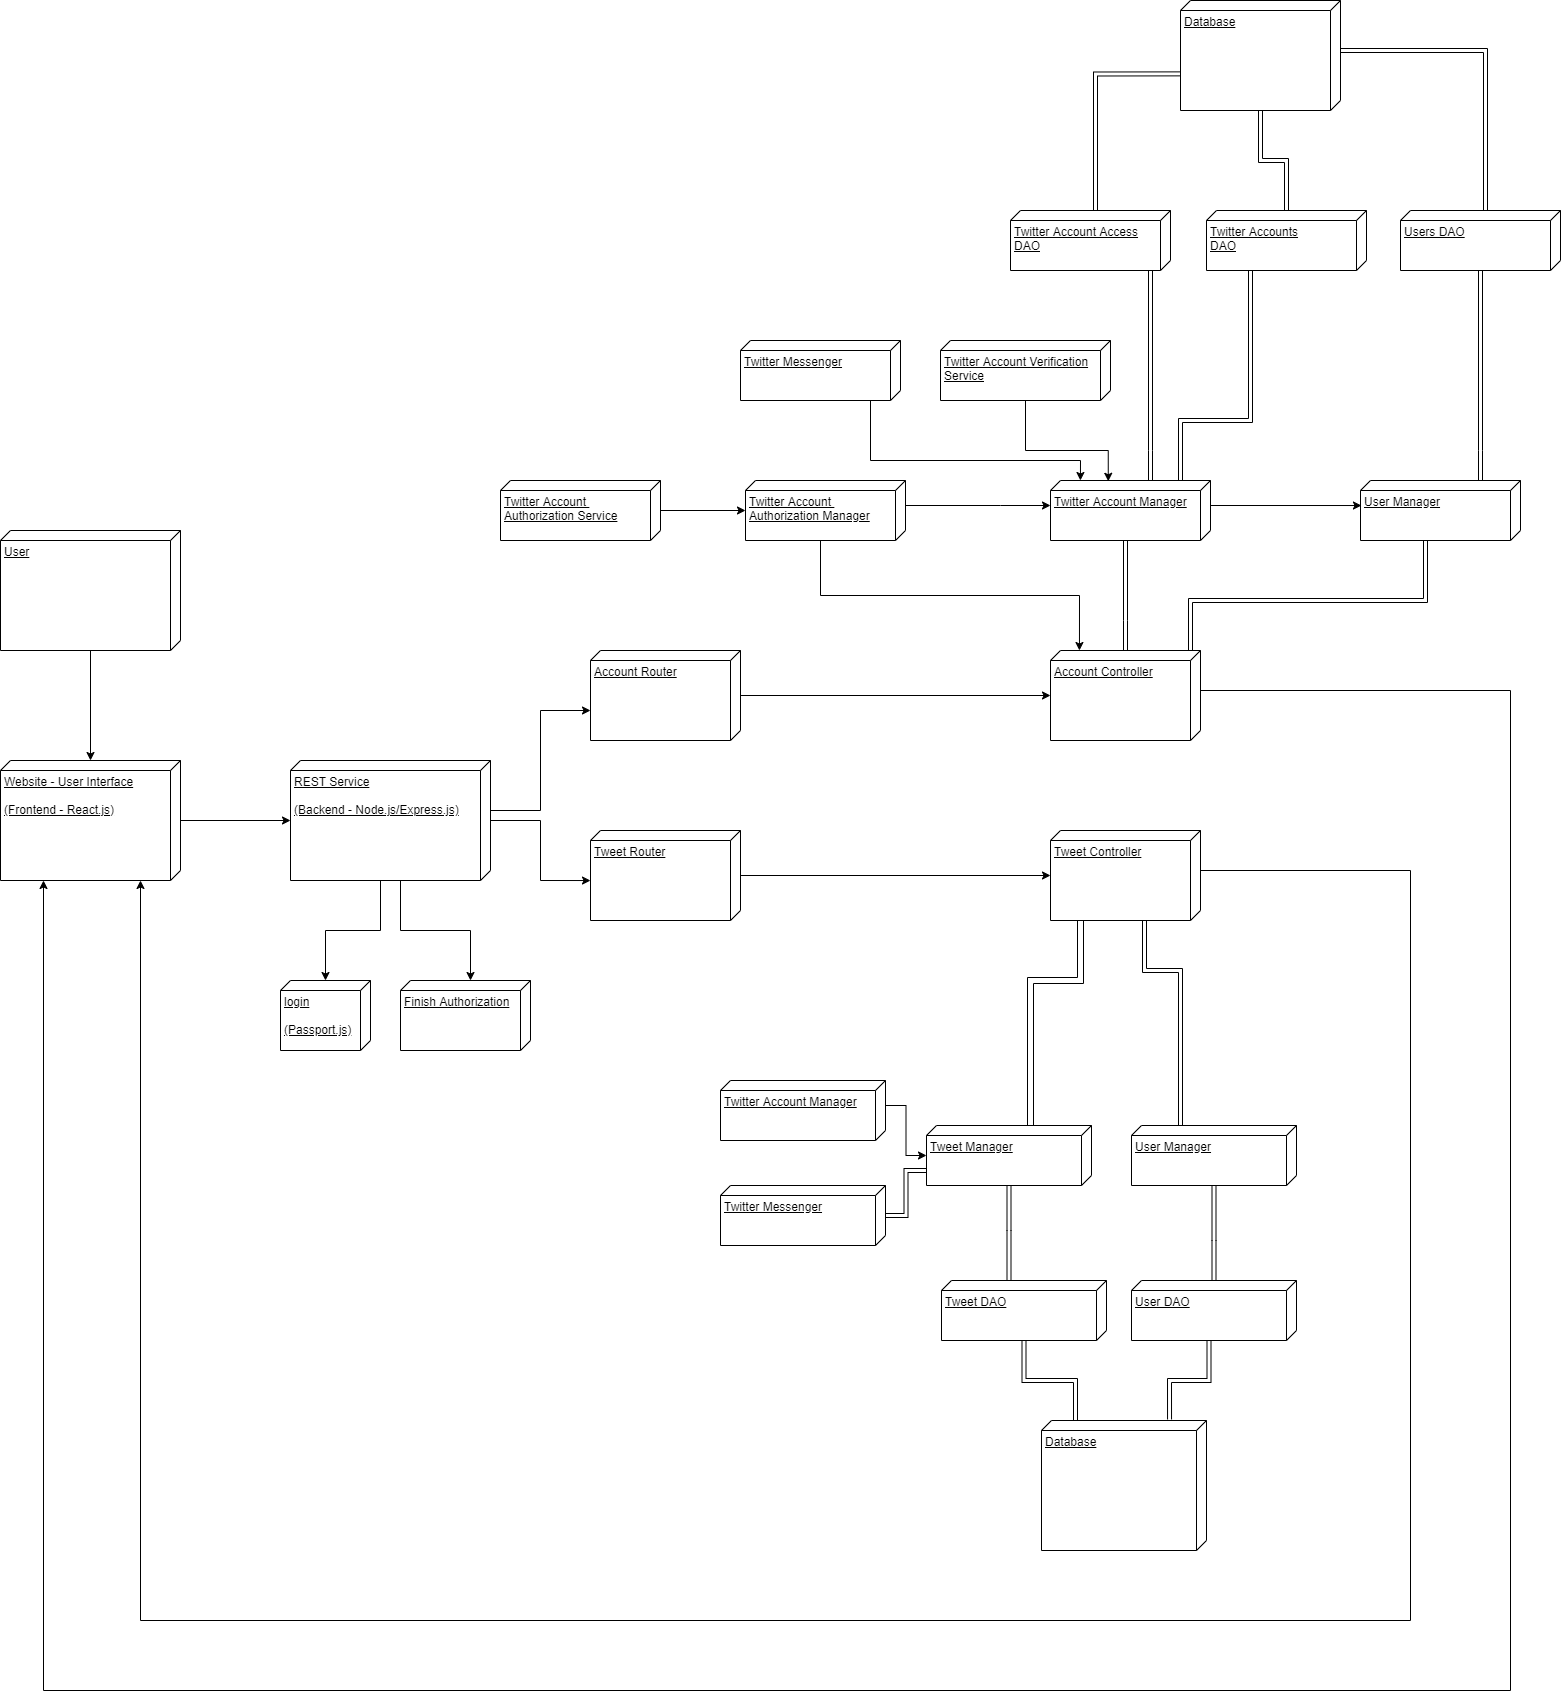 Database
Twitter Account Access
DAO
Twitter Accounts
DAO
Users DAO
Twitter Messenger
Twitter Account Verification
Service
Twitter Account
Authorization Service
Twitter Account
Authorization Manager
Twitter Account Manager
User Manager
User
Account Router
Account Controller
Website - User Interface
(Frontend - React.js)
REST Service
(Backend - Node.js/Express.js)
Tweet Router
Tweet Controller
login
(Passport.js)
Finish Authorization
Twitter Account Manager
Tweet Manager
User Manager
Twitter Messenger
Tweet DAO
User DAO
Database